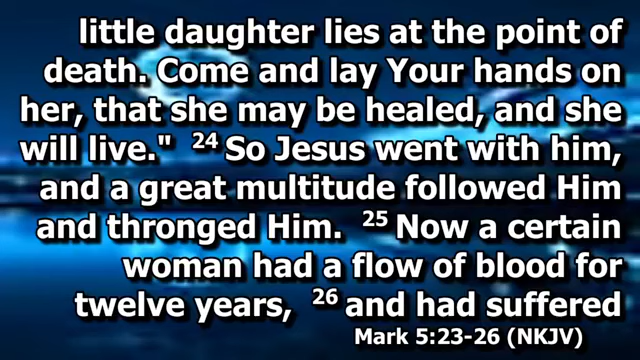 little daughter lies at the point of
death. Come and lay Your hands on
her, that she may be healed, and she
will live." 24 So Jesus went with him,
and a great multitude followed Him
and thronged Him. 25 Now a certain
woman had a flow of blood for
twelve years, 26 and had suffered
Mark 5:23-26 (NKJV)